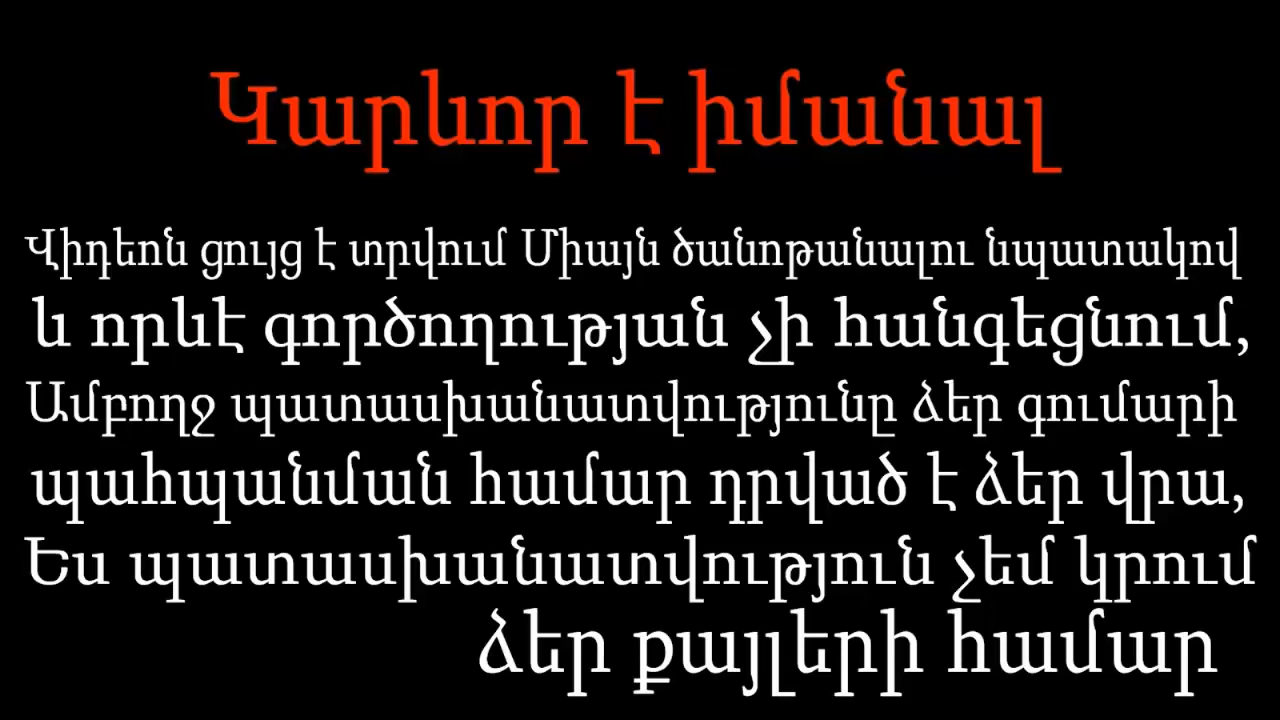 Կարևոր է իմանալ
Վիդեոն ցույց է տրվում Միայն ծանոթանալու նպատակով
և որևէ գործողության չի հանգեցնում,
Ամբողջ պատասխանատվությունը ձեր գումարի
պահպանման համար դրված է ձեր վրա,
Ես պատասխանատվություն չեմ կրում
ձեր քայլերի համար